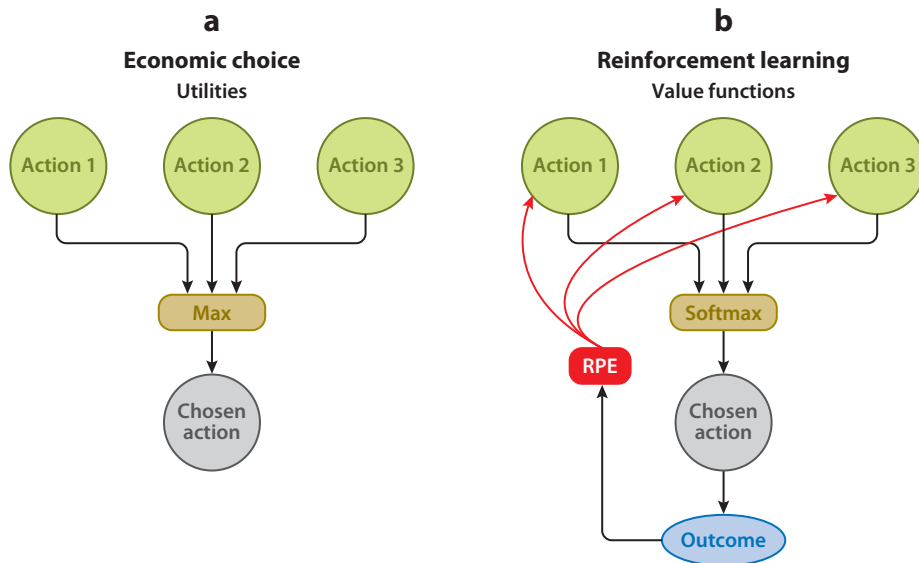 a
Economic choice
Utilities
Action 1
Action 2
Action 3
Max
Chosen
action
b
Reinforcement learning
Value functions
Action 1
Action 2
Action 3
Softmax
RPE
Chosen
action
Outcome